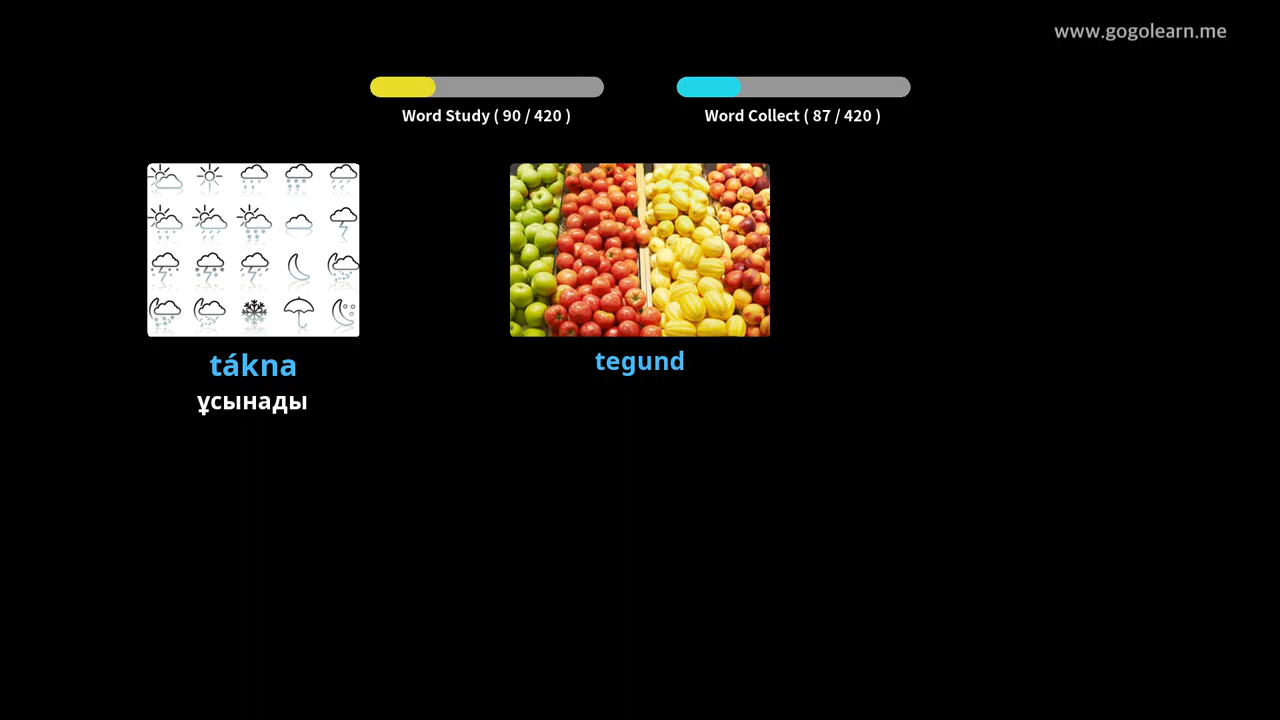 www.gogolearn.me
Word Study ( 90 / 420 )
Word Collect ( 87 / 420 )
tákna
ұсынады
tegund